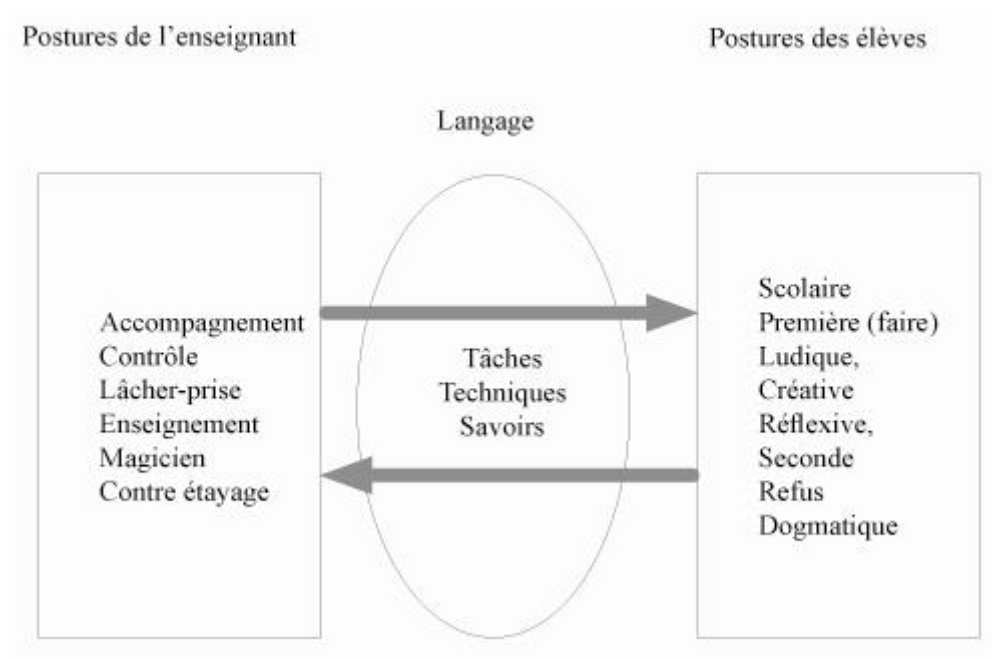 Postures de l'enseignant
Postures des élèves
Langage
Accompagnement
Contrôle
Lâcher-prise
Enseignement
Magicien
Contre étayage
Tâches
Techniques
Savoirs
Scolaire
Première (faire)
Ludique,
Créative
Réflexive,
Seconde
Refus
Dogmatique